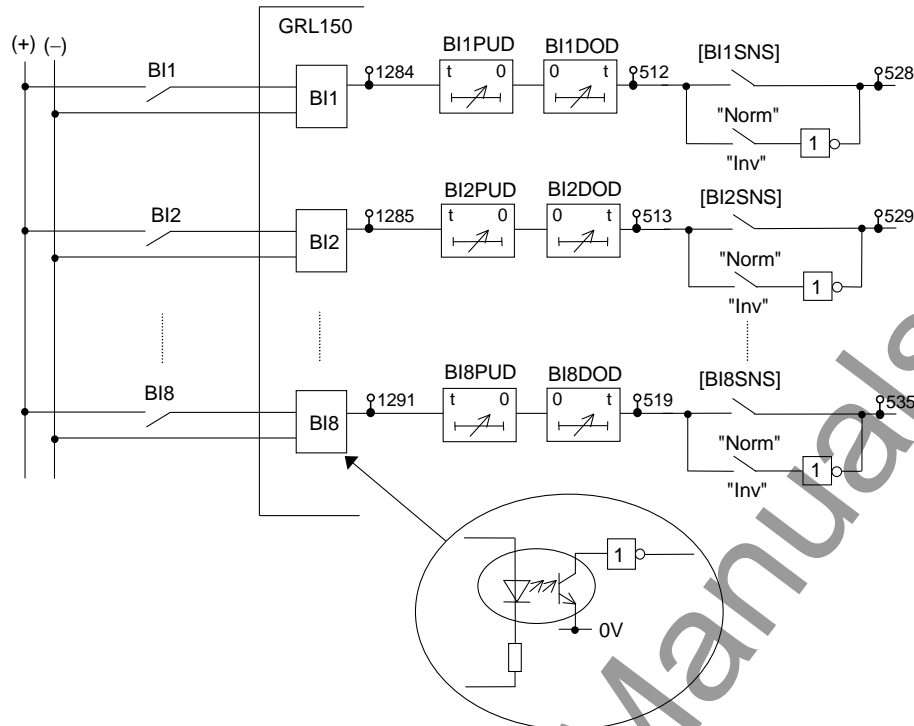 GRL150
(+) (−)
BI1 BI1 1284 BI1PUD t 0 BI1DOD 0 t 512 [BI1SNS] 528
"Norm"
1
"Inv"
BI2 BI2 1285 BI2PUD t 0 BI2DOD 0 t 513 [BI2SNS] 529
"Norm"
1
"Inv"
BI8 BI8 1291 BI8PUD t 0 BI8DOD 0 t 519 [BI8SNS] 535
"Norm"
1
"Inv"
1
0V
Manuals